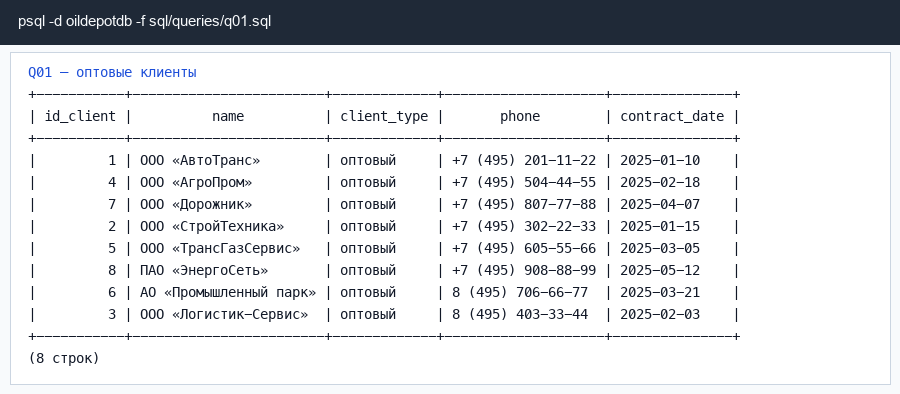 psql -d oildepotdb -f sql/queries/q01.sql
Q01 — оптовые клиенты
+———————————+————————————————————————+————————————+————————————————————+———————————————+
| id_client |          name          | client_type |       phone        | contract_date |
+———————————+————————————————————————+————————————+————————————————————+———————————————+
|         1 | ООО «АвтоТранс»        | оптовый     | +7 (495) 201–11–22 | 2025–01–10    |
|         4 | ООО «АгроПром»         | оптовый     | +7 (495) 504–44–55 | 2025–02–18    |
|         7 | ООО «Дорожник»         | оптовый     | +7 (495) 807–77–88 | 2025–04–07    |
|         2 | ООО «СтройТехника»     | оптовый     | +7 (495) 302–22–33 | 2025–01–15    |
|         5 | ООО «ТрансГазСервис»   | оптовый     | +7 (495) 605–55–66 | 2025–03–05    |
|         8 | ПАО «ЭнергоСеть»       | оптовый     | +7 (495) 908–88–99 | 2025–05–12    |
|         6 | АО «Промышленный парк» | оптовый     | 8 (495) 706–66–77  | 2025–03–21    |
|         3 | ООО «Логистик–Сервис»  | оптовый     | 8 (495) 403–33–44  | 2025–02–03    |
+———————————+————————————————————————+————————————+————————————————————+———————————————+
(8 строк)